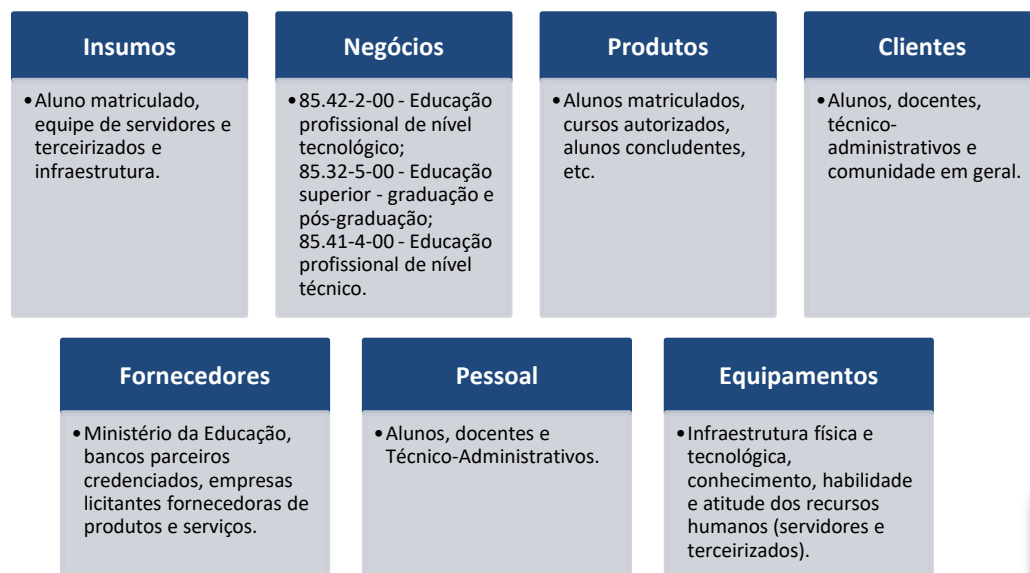 Insumos
•Aluno matriculado,
equipe de servidores e
terceirizados e
infraestrutura.
Negócios
•85.42-2-00 - Educação
profissional de nível
tecnológico;
85.32-5-00 - Educação
superior - graduação e
pós-graduação;
85.41-4-00 - Educação
profissional de nível
técnico.
Produtos
•Alunos matriculados,
cursos autorizados,
alunos concludentes,
etc.
Clientes
•Alunos, docentes,
técnico-
administrativos e
comunidade em geral.
Fornecedores
•Ministério da Educação,
bancos parceiros
credenciados, empresas
licitantes fornecedoras de
produtos e serviços.
Pessoal
•Alunos, docentes e
Técnico-Administrativos.
Equipamentos
•Infraestrutura física e
tecnológica,
conhecimento, habilidade
e atitude dos recursos
humanos (servidores e
terceirizados).